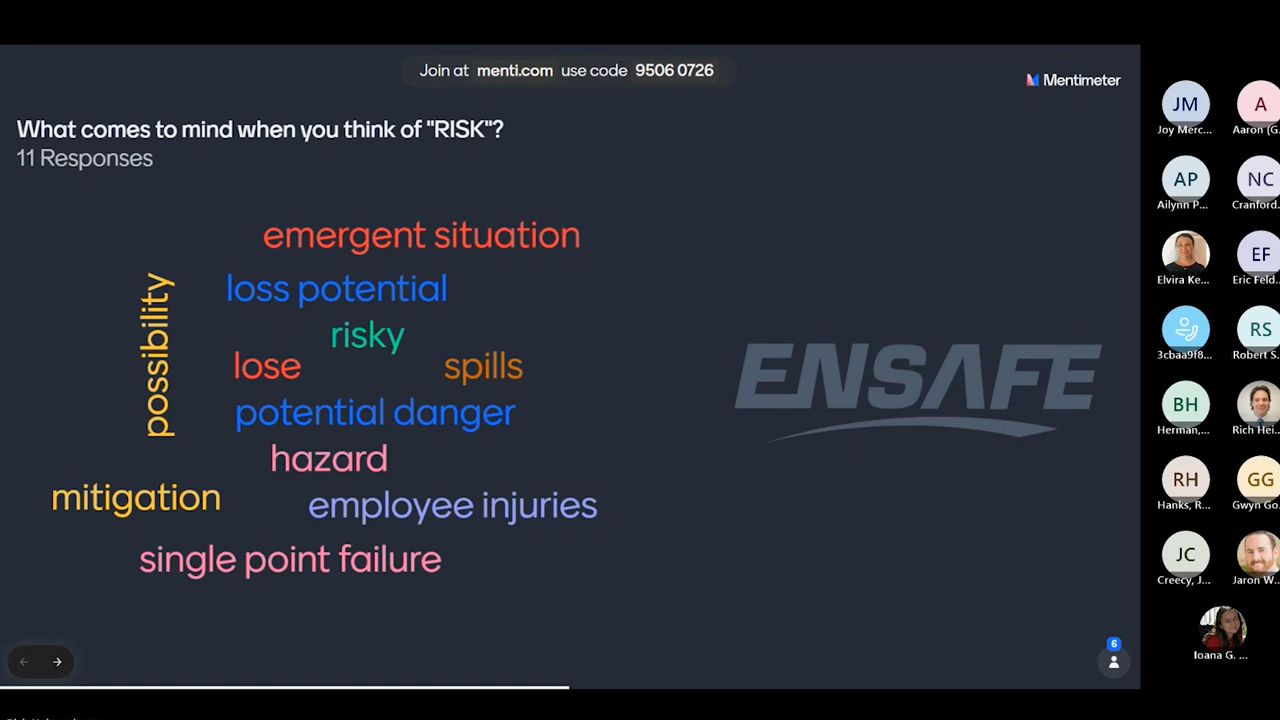 Join at menti.com use code 9506 0726
Mentimeter
What comes to mind when you think of "RISK"?
11 Responses
emergent situation
possibility
loss potential
risky
lose
spills
potential danger
hazard
mitigation
employee injuries
single point failure
ENSAFE
6
JM
Joy Merc...
A
Aaron (G.
AP
Ailynn P...
NC
Cranford.
Elvira Ke...
EF
Eric Feld..
3cbaa9f8...
RS
Robert S.
BH
Herman,...
Rich Hei..
RH
Hanks, R...
GG
Gwyn Go.
JC
Creecy, J...
Jaron W..
Ioana G. ...